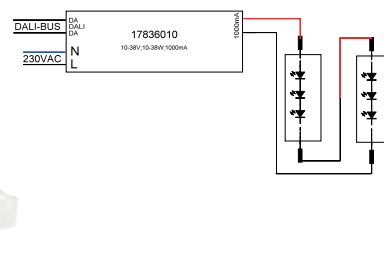 DA
DALI-BUS
DALI
DA
17836010
10-38V;10-38W;1000mA
1000mA
N
230VAC
L